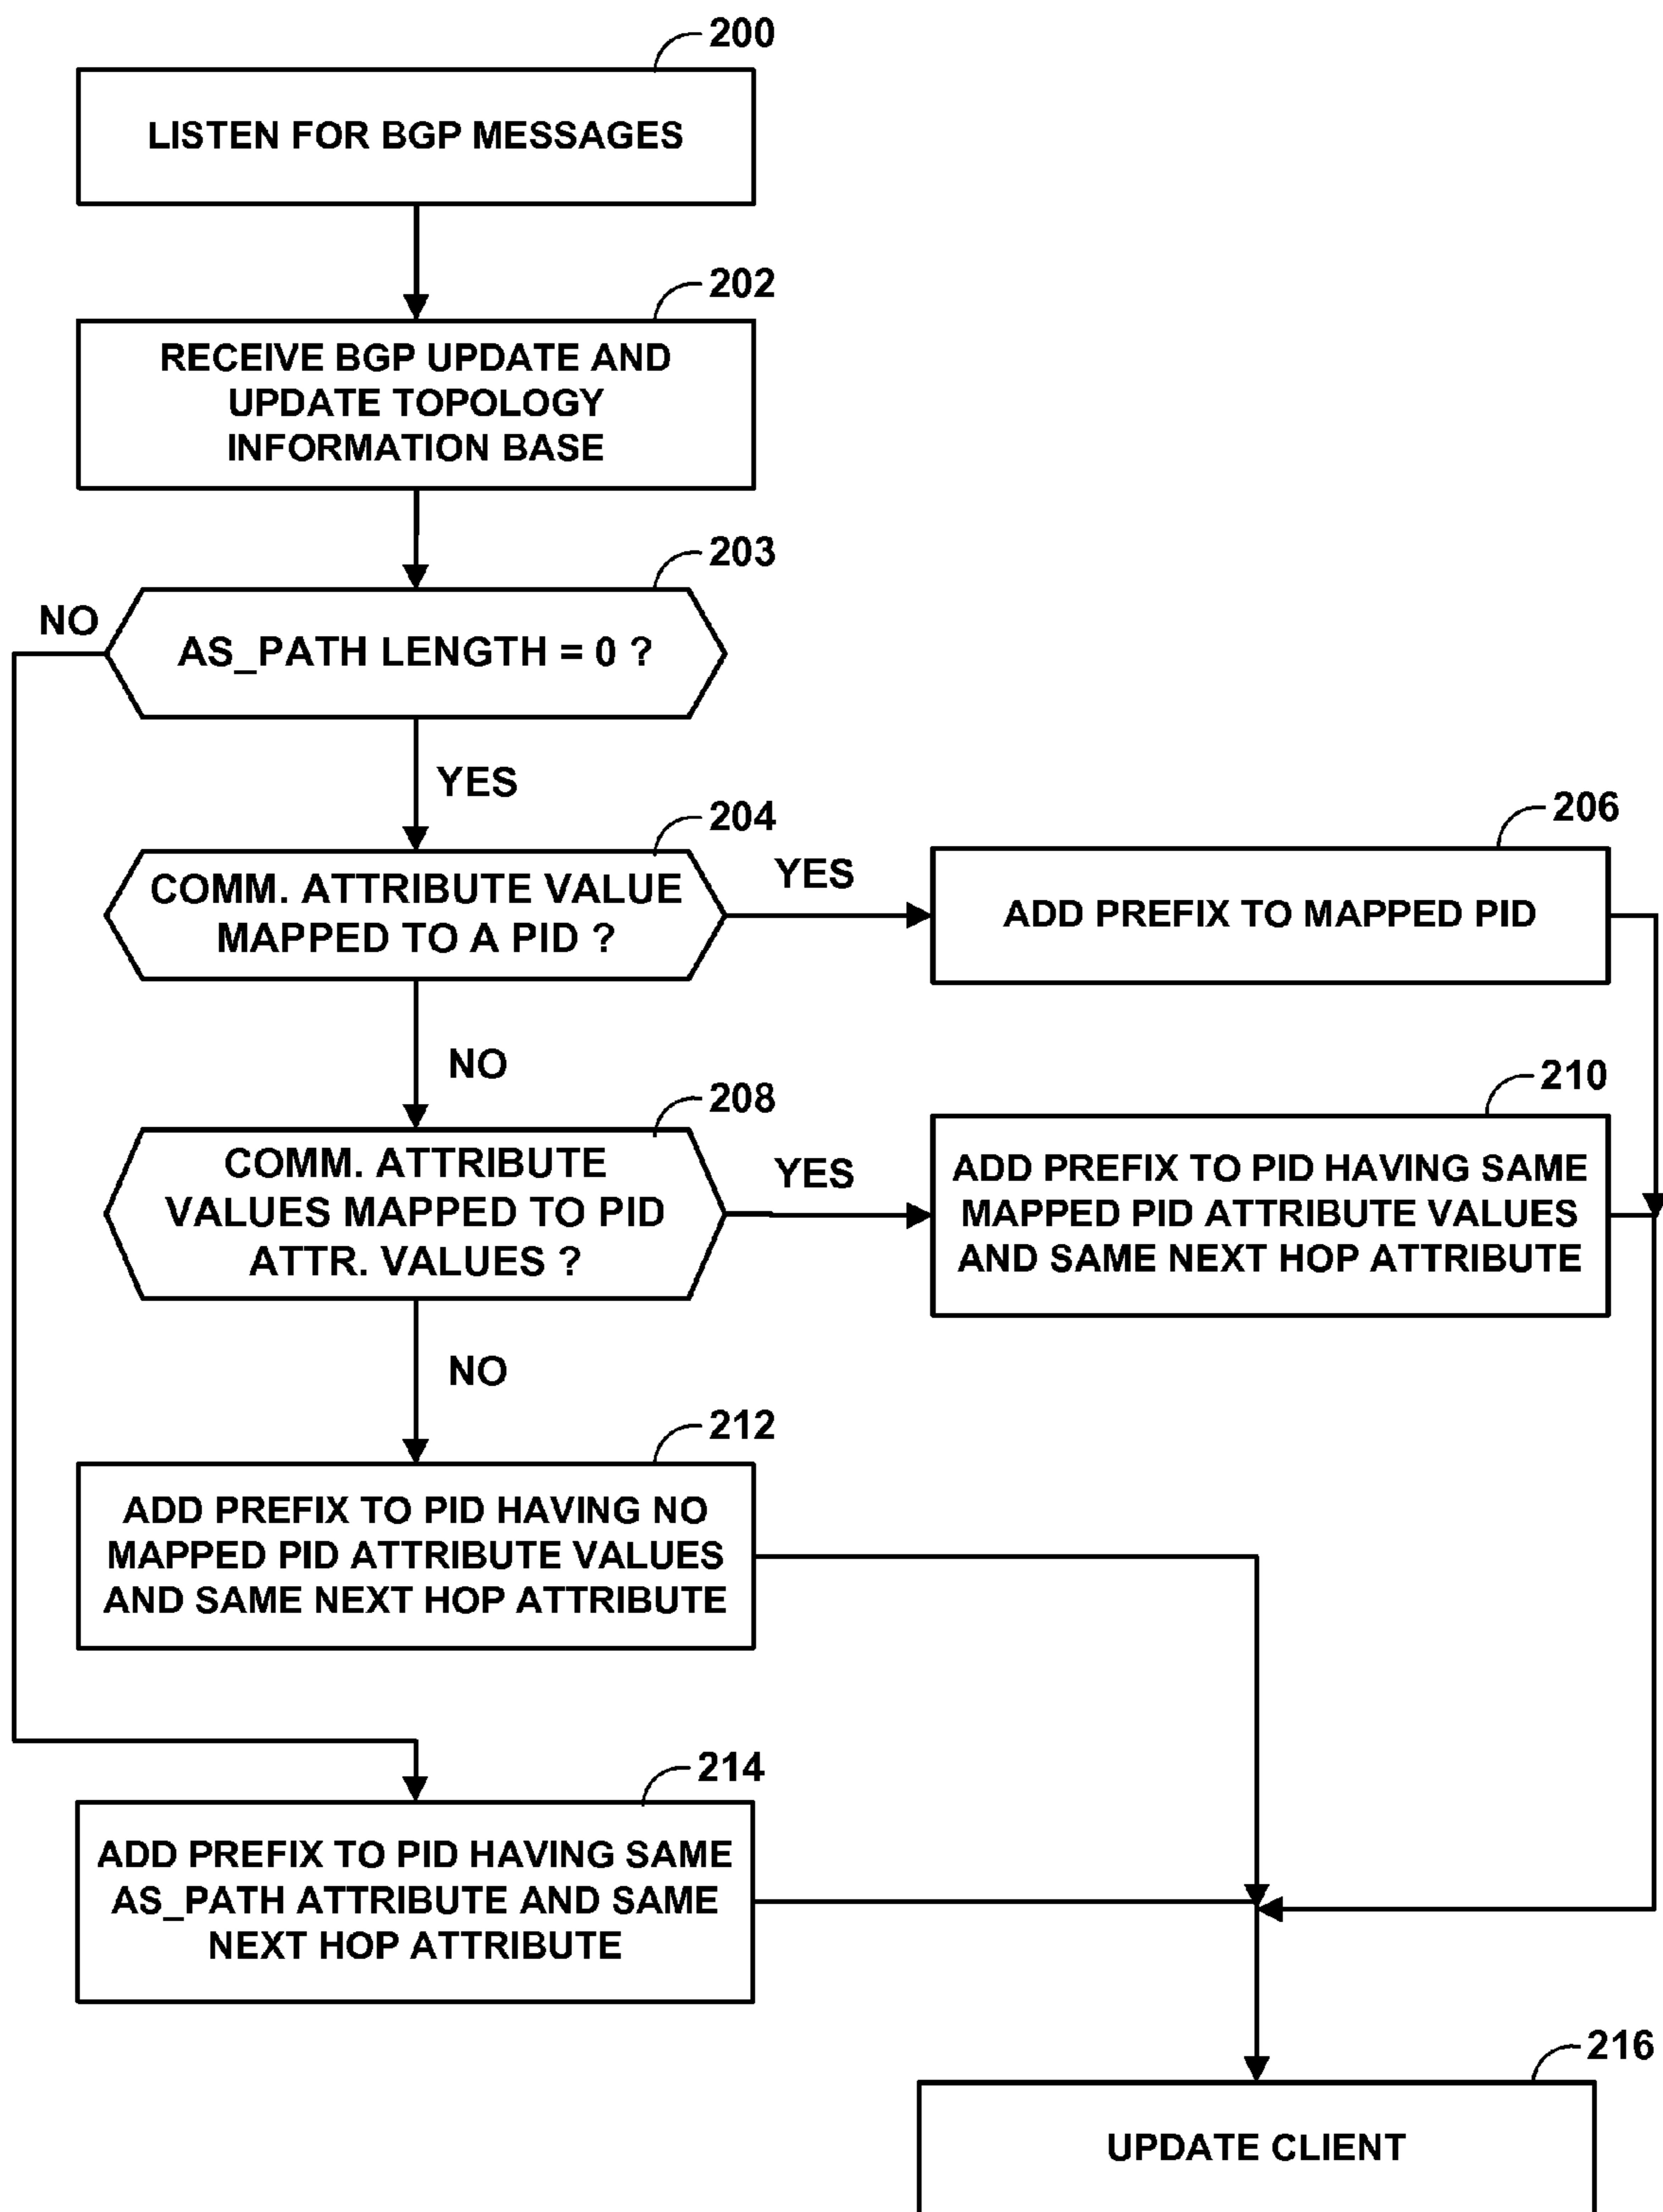 200
LISTEN FOR BGP MESSAGES
202
RECEIVE BGP UPDATE AND
UPDATE TOPOLOGY
INFORMATION BASE
203
NO
AS_PATH LENGTH = 0 ?
YES
204
COMM. ATTRIBUTE VALUE
MAPPED TO A PID ?
YES
206
ADD PREFIX TO MAPPED PID
NO
208
COMM. ATTRIBUTE
VALUES MAPPED TO PID
ATTR. VALUES ?
YES
210
ADD PREFIX TO PID HAVING SAME
MAPPED PID ATTRIBUTE VALUES
AND SAME NEXT HOP ATTRIBUTE
NO
212
ADD PREFIX TO PID HAVING NO
MAPPED PID ATTRIBUTE VALUES
AND SAME NEXT HOP ATTRIBUTE
214
ADD PREFIX TO PID HAVING SAME
AS_PATH ATTRIBUTE AND SAME
NEXT HOP ATTRIBUTE
216
UPDATE CLIENT